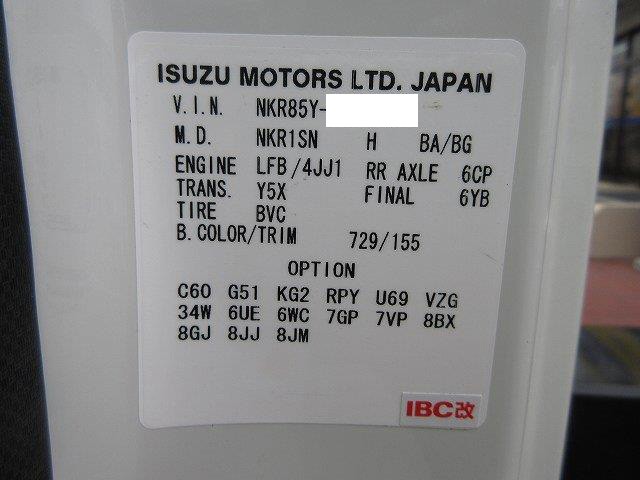 ISUZU MOTORS LTD. JAPAN
V.I.N. NKR85Y-
M.D. NKR1SN H BA/BG
ENGINE LFB/4JJ1 RR AXLE 6CP
TRANS. Y5X FINAL 6YB
TIRE BVC
B.COLOR/TRIM 729/155
OPTION
C60 G51 KG2 RPY U69 VZG
34W 6UE 6WC 7GP 7VP 8BX
8GJ 8JJ 8JM
IBC改